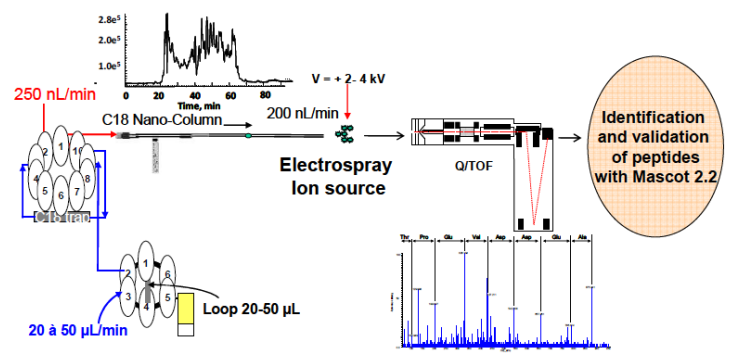 2.8e5
2.0e5
1.0e5
0
20
40
60
80
Time, min
V = + 2- 4 kV
250 nL/min
C18 Nano-Column
200 nL/min
1
2
10
4
8
5
6
7
C18 trap
Electrospray
Ion source
Q/TOF
Identification
and validation
of peptides
with Mascot 2.2
Thr
Pro
Glu
Val
Asp
Asp
Glu
Ala
1
2
6
3
4
5
Loop 20-50 µL
20 à 50 µL/min